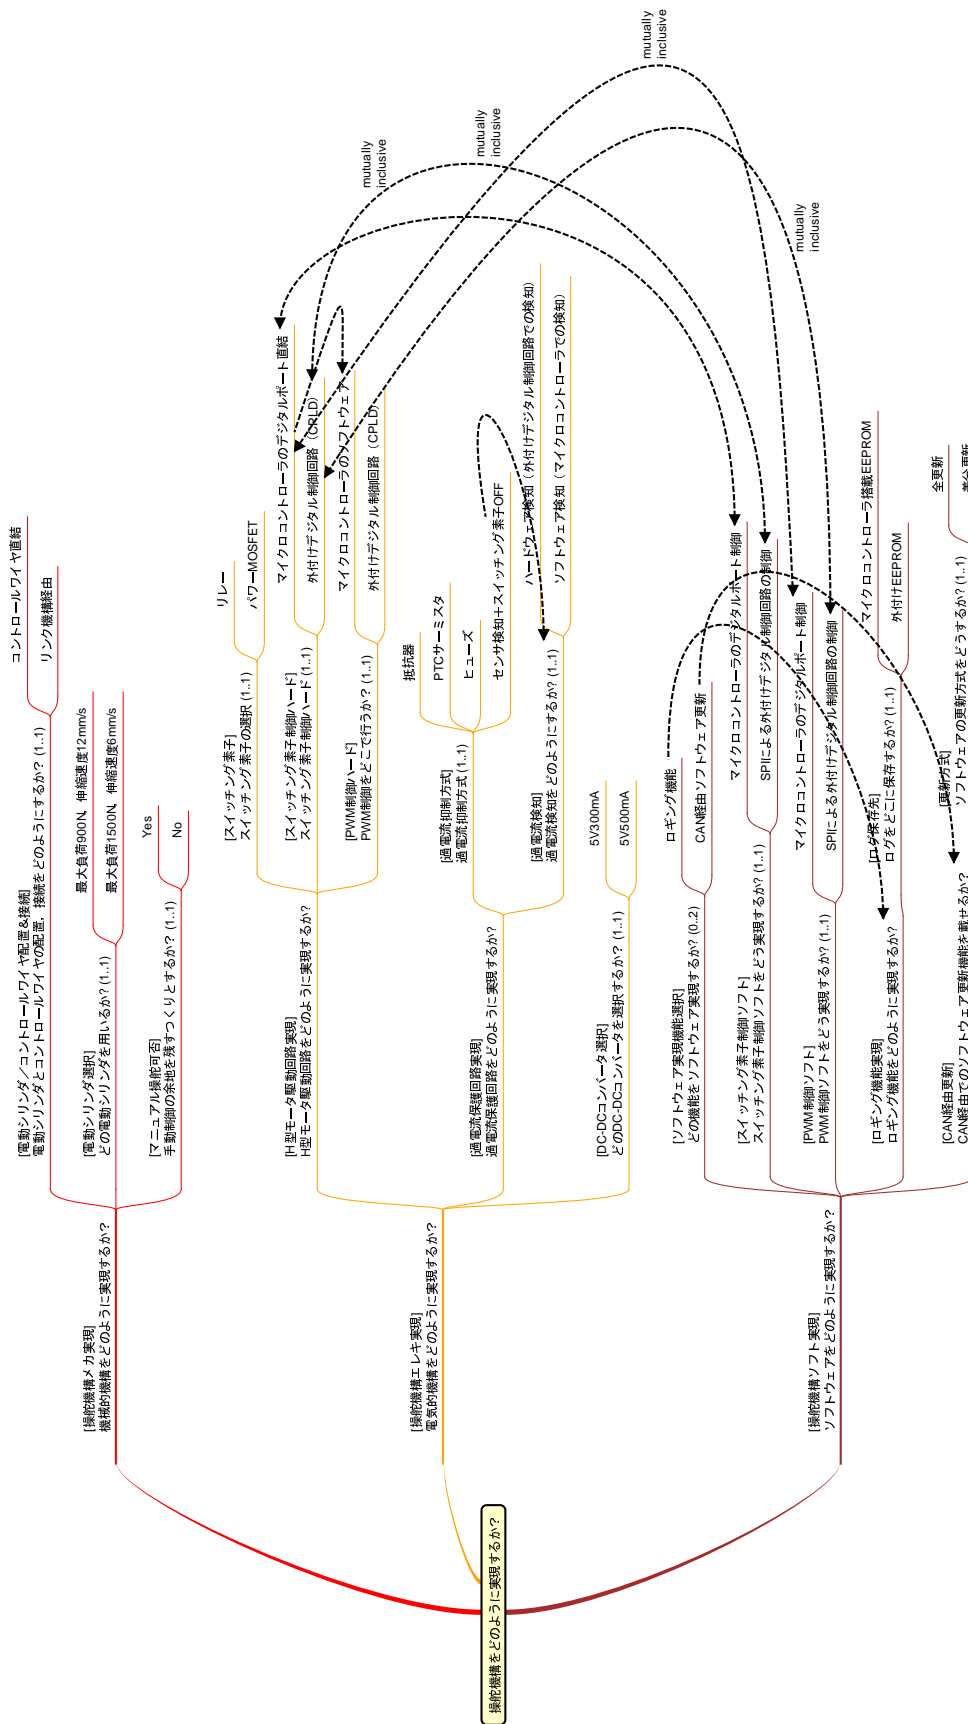 操舵機構をどのように実現するか?
[操舵機構メカ実現]
機械的機構をどのように実現するか?
[電動シリンダ/コントロールワイヤ配置&接続]
電動シリンダとコントロールワイヤの配置、接続をどのようにするか? (1..1)
コントロールワイヤ直結
リンク機構経由
[電動シリンダ選択]
どの電動シリンダを用いるか? (1..1)
最大負荷900N、伸縮速度12mm/s
最大負荷1500N、伸縮速度6mm/s
[マニュアル操舵可否]
手動制御の余地を残すつくりとするか? (1..1)
Yes
No
[操舵機構エレキ実現]
電気的機構をどのように実現するか?
[H型モータ駆動回路実現]
H型モータ駆動回路をどのように実現するか?
[スイッチング素子]
スイッチング素子の選択 (1..1)
リレー
パワーMOSFET
[スイッチング素子制御ハード]
スイッチング素子制御ハード (1..1)
マイクロコントローラのデジタルポート直結
外付けデジタル制御回路（CPLD）
[PWM制御ハード]
PWM制御をどこで行うか? (1..1)
マイクロコントローラのソフトウェア
外付けデジタル制御回路（CPLD）
[過電流保護回路実現]
過電流保護回路をどのように実現するか?
[過電流抑制方式]
過電流抑制方式 (1..1)
抵抗器
PTCサーミスタ
ヒューズ
センサ検知＋スイッチング素子OFF
[過電流検知]
過電流検知をどのようにするか? (1..1)
ハードウェア検知（外付けデジタル制御回路での検知）
ソフトウェア検知（マイクロコントローラでの検知）
[DC-DCコンバータ選択]
どのDC-DCコンバータを選択するか? (1..1)
5V300mA
5V500mA
[操舵機構ソフト実現]
ソフトウェアをどのように実現するか?
[ソフトウェア実現機能選択]
どの機能をソフトウェア実現するか? (0..2)
ロギング機能
CAN経由ソフトウェア更新
[スイッチング素子制御ソフト]
スイッチング素子制御ソフトをどう実現するか? (1..1)
マイクロコントローラのデジタルポート制御
SPIによる外付けデジタル制御回路の制御
[PWM制御ソフト]
PWM制御ソフトをどう実現するか? (1..1)
マイクロコントローラのデジタルポート制御
SPIによる外付けデジタル制御回路の制御
[ロギング機能実現]
ロギング機能をどのように実現するか?
[ログ保存先]
ログをどこに保存するか? (1..1)
マイクロコントローラ搭載EEPROM
外付けEEPROM
[CAN経由更新]
CAN経由でのソフトウェア更新機能を載せるか?
[更新方式]
ソフトウェアの更新方式をどうするか? (1..1)
全更新
mutually
inclusive
mutually
inclusive
mutually
inclusive
mutually
inclusive